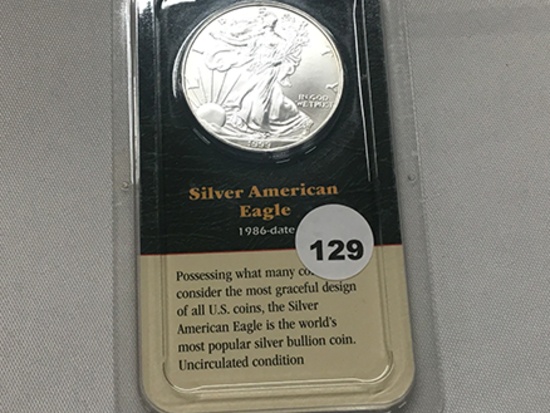 LIBERTY
IN GOD
WE TRUST
Silver American
Eagle
1986-date
129
Possessing what many
consider the most graceful design
of all U.S. coins, the Silver
American Eagle is the world's
most popular silver bullion coin.
Uncirculated condition